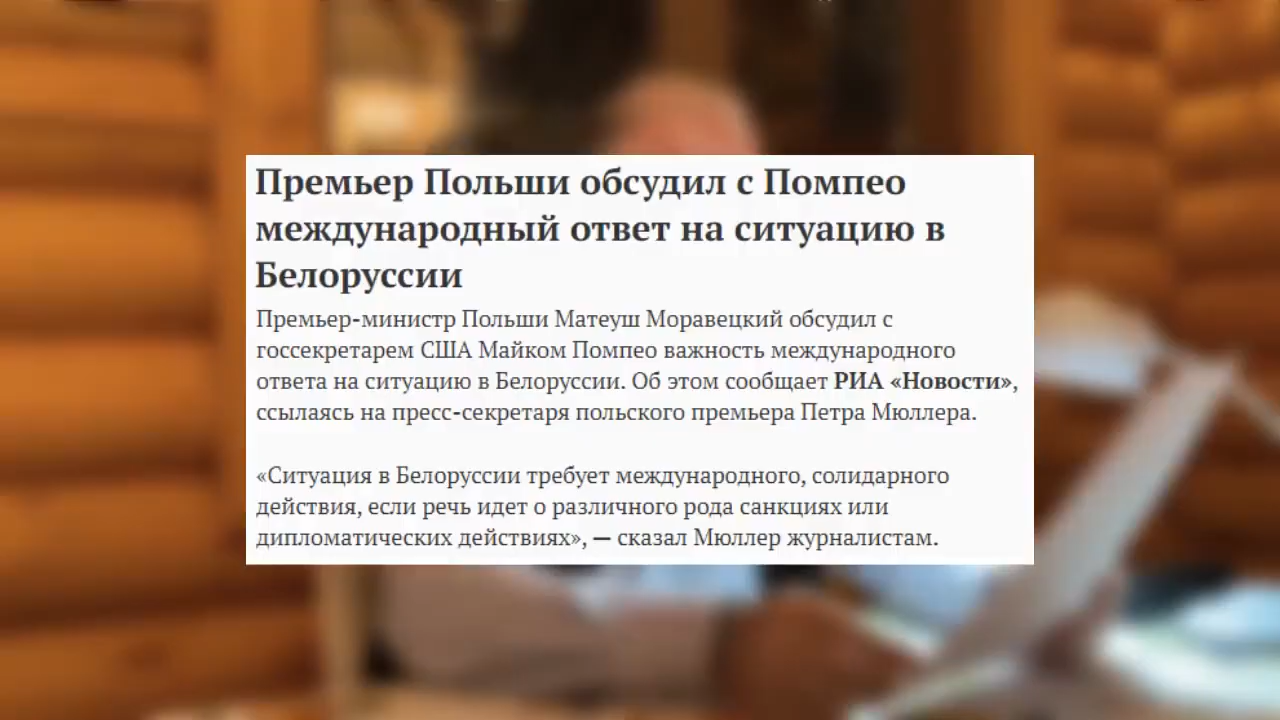 Премьер Польши обсудил с Помпео
международный ответ на ситуацию в
Белоруссии
Премьер-министр Польши Матеуш Моравецкий обсудил с
госсекретарем США Майком Помпео важность международного
ответа на ситуацию в Белоруссии. Об этом сообщает РИА «Новости»,
ссылаясь на пресс-секретаря польского премьера Петра Мюллера.
«Ситуация в Белоруссии требует международного, солидарного
действия, если речь идет о различного рода санкциях или
дипломатических действиях», — сказал Мюллер журналистам.